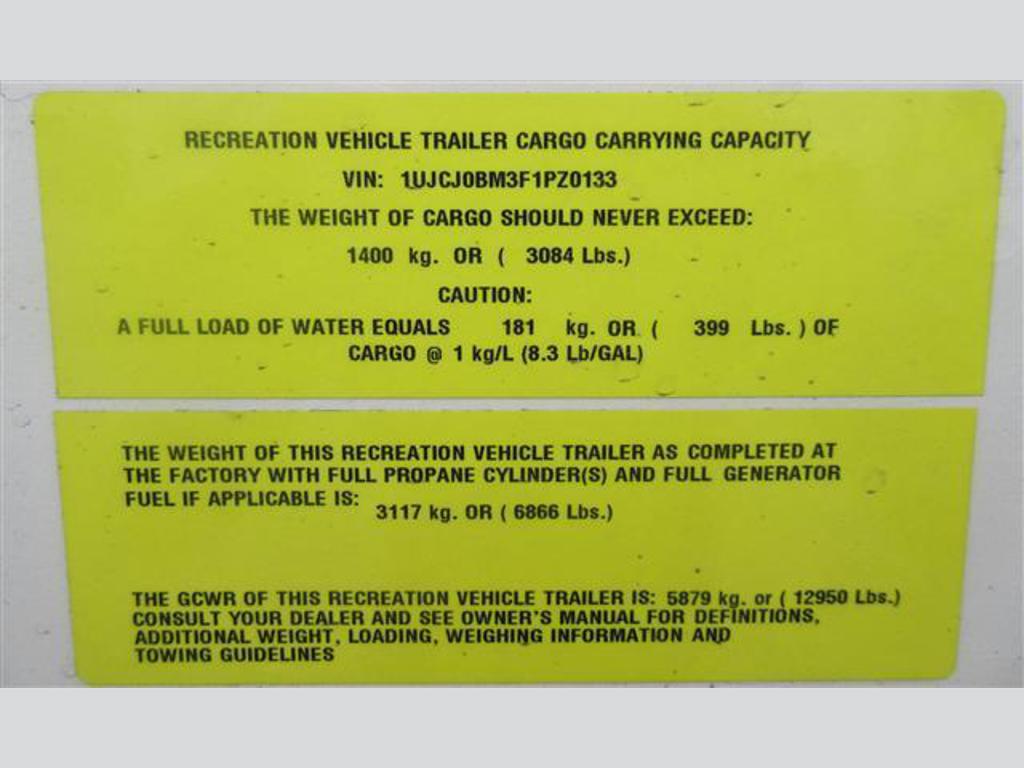 RECREATION VEHICLE TRAILER CARGO CARRYING CAPACITY
VIN: 1UJCJ0BM3F1PZ0133
THE WEIGHT OF CARGO SHOULD NEVER EXCEED:
1400 kg. OR ( 3084 Lbs.)
CAUTION:
A FULL LOAD OF WATER EQUALS 181 kg. OR ( 399 Lbs. ) OF
CARGO @ 1 kg/L (8.3 Lb/GAL)
THE WEIGHT OF THIS RECREATION VEHICLE TRAILER AS COMPLETED AT
THE FACTORY WITH FULL PROPANE CYLINDER(S) AND FULL GENERATOR
FUEL IF APPLICABLE IS: 3117 kg. OR ( 6866 Lbs.)
THE GCWR OF THIS RECREATION VEHICLE TRAILER IS: 5879 kg. or ( 12950 Lbs.)
CONSULT YOUR DEALER AND SEE OWNER'S MANUAL FOR DEFINITIONS,
ADDITIONAL WEIGHT, LOADING, WEIGHING INFORMATION AND
TOWING GUIDELINES